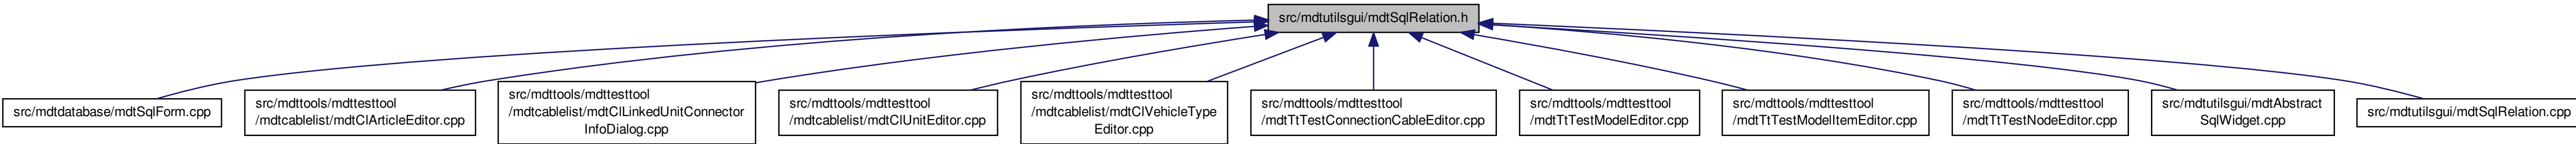 src/mdtutilsgui/mdtSqlRelation.h
src/mdtdatabase/mdtSqlForm.cpp
src/mdttools/mdttesttool
/mdtcablelist/mdtClArticleEditor.cpp
src/mdttools/mdttesttool
/mdtcablelist/mdtClLinkedUnitConnector
InfoDialog.cpp
src/mdttools/mdttesttool
/mdtcablelist/mdtClUnitEditor.cpp
src/mdttools/mdttesttool
/mdtcablelist/mdtClVehicleType
Editor.cpp
src/mdttools/mdttesttool
/mdtTtTestConnectionCableEditor.cpp
src/mdttools/mdttesttool
/mdtTtTestModelEditor.cpp
src/mdttools/mdttesttool
/mdtTtTestModelItemEditor.cpp
src/mdttools/mdttesttool
/mdtTtTestNodeEditor.cpp
src/mdtutilsgui/mdtAbstract
SqlWidget.cpp
src/mdtutilsgui/mdtSqlRelation.cpp